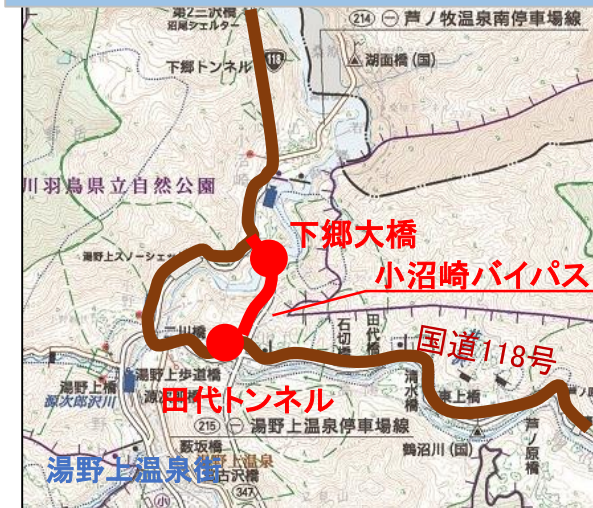 第2三沢橋
沼尾シェルター
214 芦ノ牧温泉南停車場線
下郷トンネル
118
湖面橋(国)
川羽鳥県立自然公園
下郷大橋
湯野上スノーシェッ
小沼崎バイパス
二川橋
石切橋
田代橋
国道118号
湯野上橋
源次郎沢川
湯野上歩道橋
田代トンネル
清水橋
東上橋
215 湯野上温泉停車場線
鶴沼川(国)
芦ノ原橋
薮坂橋
湯野上温泉街
古沢橋
347